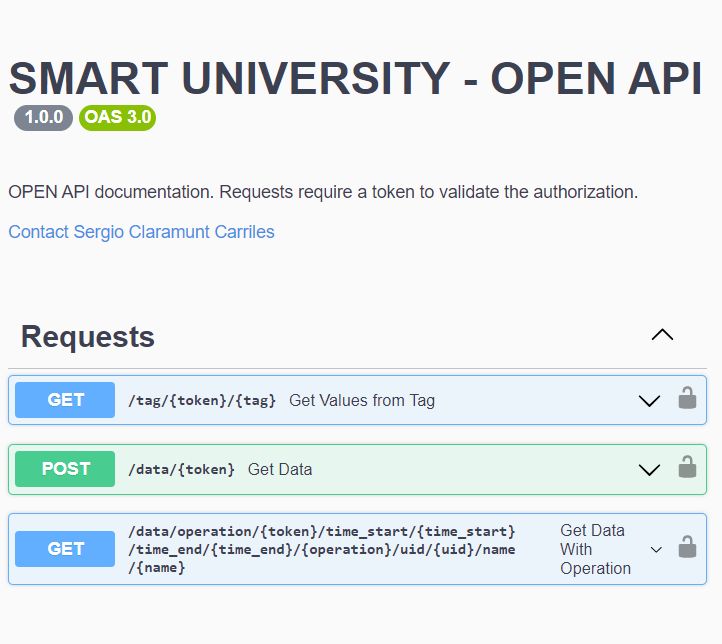 SMART UNIVERSITY - OPEN API
1.0.0 OAS 3.0
OPEN API documentation. Requests require a token to validate the authorization.
Contact Sergio Claramunt Carriles
Requests
GET /tag/{token}/{tag} Get Values from Tag
POST /data/{token} Get Data
GET
/data/operation/{token}/time_start/{time_start}
/time_end/{time_end}/{operation}/uid/{uid}/name
/{name}
Get Data
With
Operation